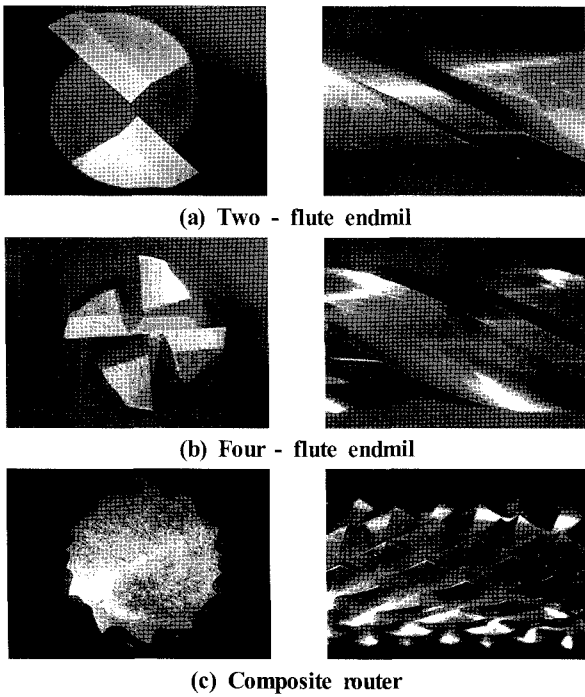 (a) Two - flute endmil
(b) Four - flute endmil
(c) Composite router